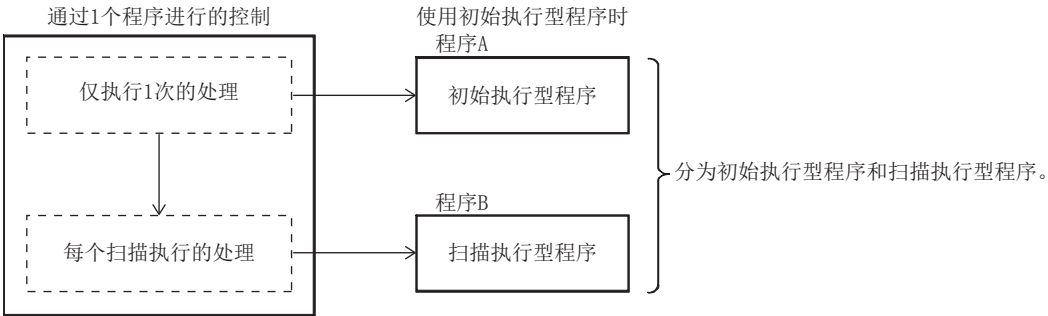 通过1个程序进行的控制
使用初始执行型程序时
程序A
仅执行1次的处理
初始执行型程序
分为初始执行型程序和扫描执行型程序。
程序B
每个扫描执行的处理
扫描执行型程序